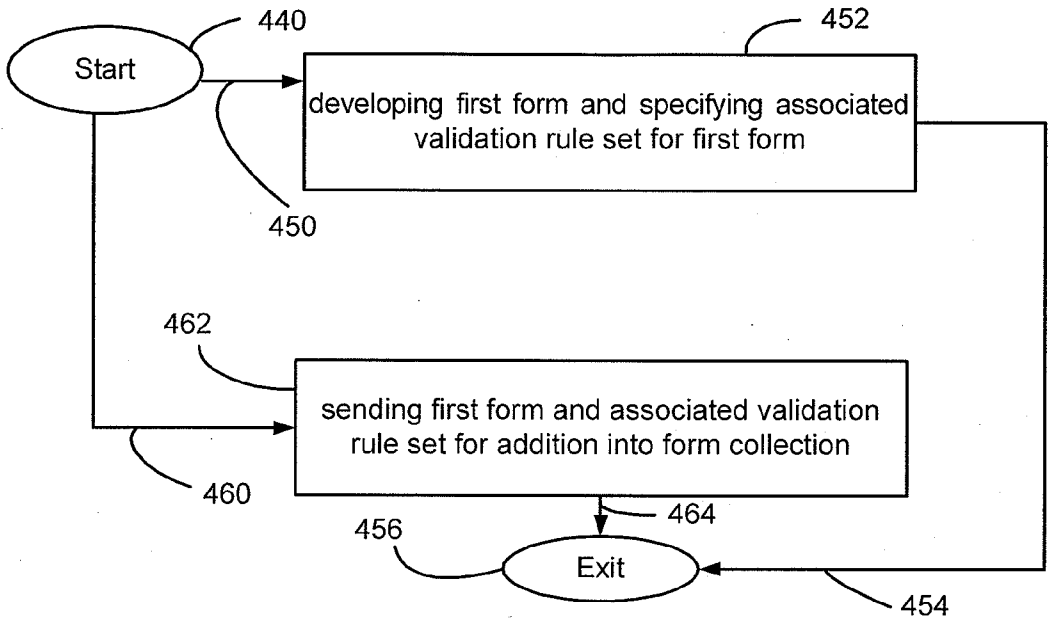 440
Start
452
developing first form and specifying associated
validation rule set for first form
450
462
sending first form and associated validation
rule set for addition into form collection
460
464
456
Exit
454